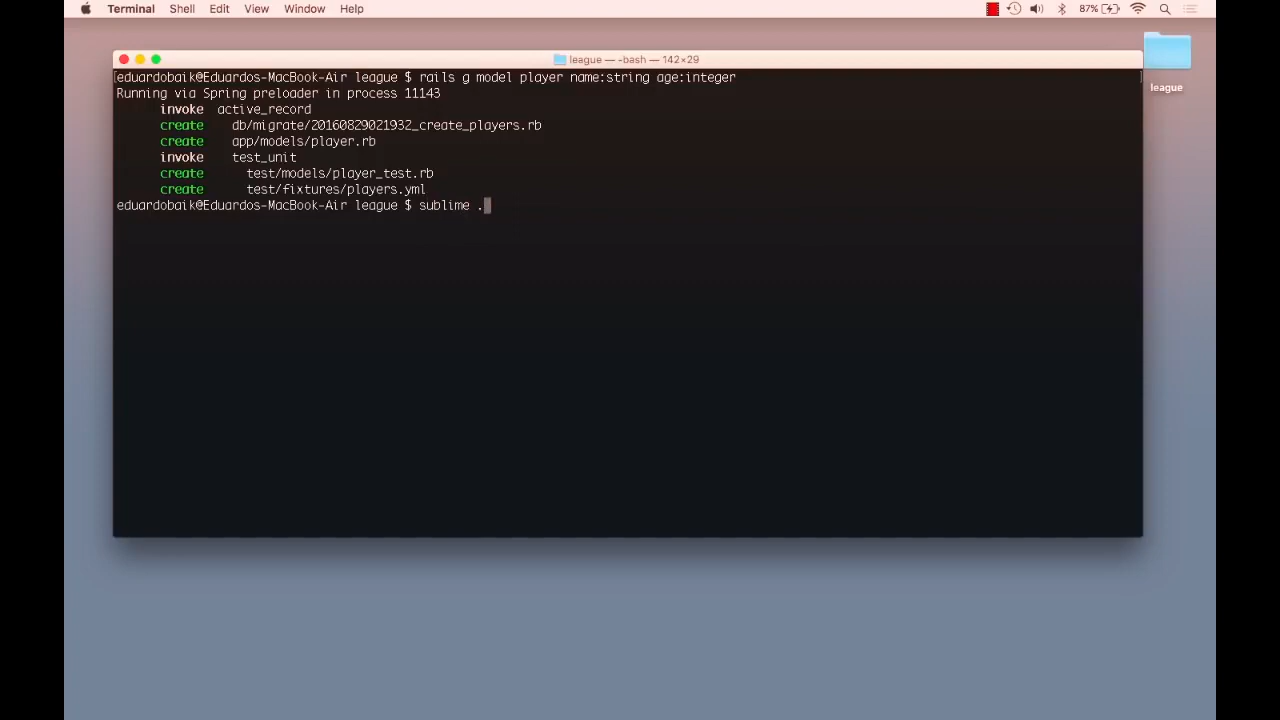 Terminal Shell Edit View Window Help 87%
league — -bash — 142×29
eduardobaik@Eduardos-MacBook-Air league $ rails g model player name:string age:integer
Running via Spring preloader in process 11143
invoke active_record
create db/migrate/20160829021932_create_players.rb
create app/models/player.rb
invoke test_unit
create test/models/player_test.rb
create test/fixtures/players.yml
eduardobaik@Eduardos-MacBook-Air league $ sublime .
league